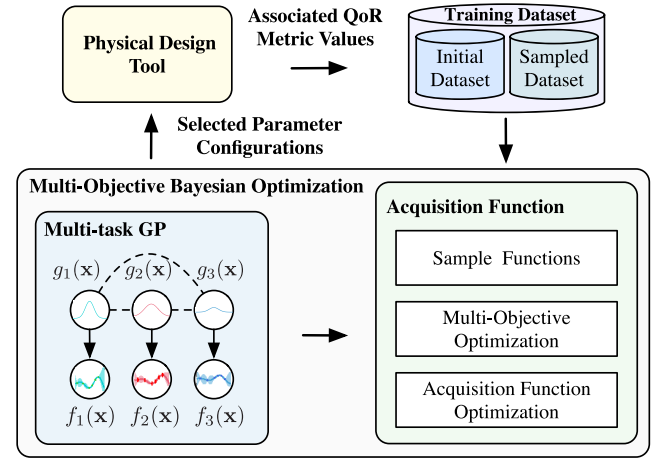 Physical Design
Tool
Associated QoR
Metric Values
Training Dataset
Initial
Dataset
Sampled
Dataset
Selected Parameter
Configurations
Multi-Objective Bayesian Optimization
Multi-task GP
g₁(x) g₂(x) g₃(x)
f₁(x) f₂(x) f₃(x)
Acquisition Function
Sample Functions
Multi-Objective
Optimization
Acquisition Function
Optimization